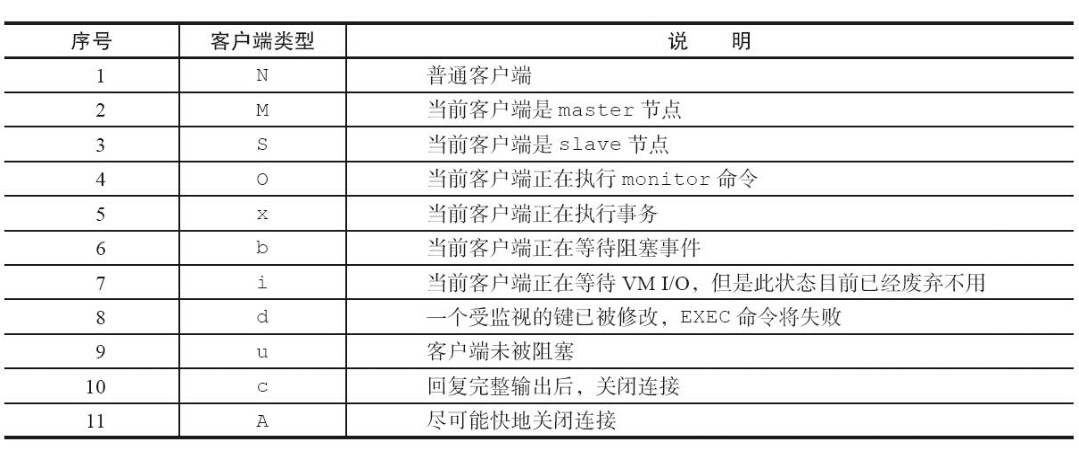 序号 客户端类型 说 明
1 N 普通客户端
2 M 当前客户端是 master 节点
3 S 当前客户端是 slave 节点
4 O 当前客户端正在执行 monitor 命令
5 x 当前客户端正在执行事务
6 b 当前客户端正在等待阻塞事件
7 i 当前客户端正在等待 VM I/O，但是此状态目前已经废弃不用
8 d 一个受监视的键已被修改，EXEC 命令将失败
9 u 客户端未被阻塞
10 c 回复完整输出后，关闭连接
11 A 尽可能快地关闭连接